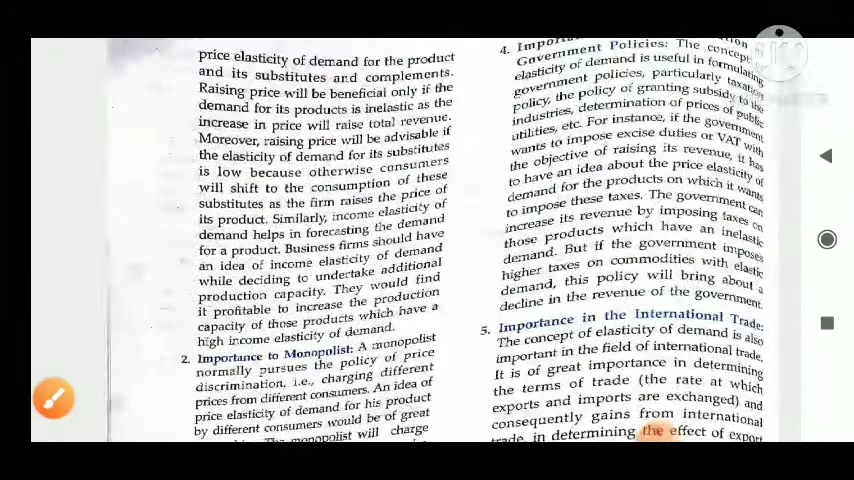 price elasticity of demand for the product
and its substitutes and complements.
Raising price will be beneficial only if the
demand for its products is inelastic as the
increase in price will raise total revenue.
Moreover, raising price will be advisable if
the elasticity of demand for its substitutes
is low because otherwise consumers
will shift to the consumption of these
substitutes as the firm raises the price of
its product. Similarly, income elasticity of
demand helps in forecasting the demand
for a product. Business firms should have
an idea of income elasticity of demand
while deciding to undertake additional
production capacity. They would find
it profitable to increase the production
capacity of those products which have a
high income elasticity of demand.
2. Importance to Monopolist: A monopolist
normally pursues the policy of price
discrimination, i.e., charging different
prices from different consumers. An idea of
price elasticity of demand for his product
by different consumers would be of great
The monopolist will charge
4.
Government Policies: The concept
elasticity of demand is useful in formulating
government policies, particularly taxation
policy, the policy of granting subsidy to the
industries, determination of prices of public
utilities, etc. For instance, if the government
wants to impose excise duties or VAT with
the objective of raising its revenue, it has
to have an idea about the price elasticity of
demand for the products on which it wants
to impose these taxes. The government can
increase its revenue by imposing taxes on
those products which have an inelastic
demand. But if the government imposes
higher taxes on commodities with elastic
demand, this policy will bring about a
decline in the revenue of the government.
5. Importance in the International Trade:
The concept of elasticity of demand is also
important in the field of international trade.
It is of great importance in determining
the terms of trade (the rate at which
exports and imports are exchanged) and
consequently gains from international
trade, in determining the effect of export